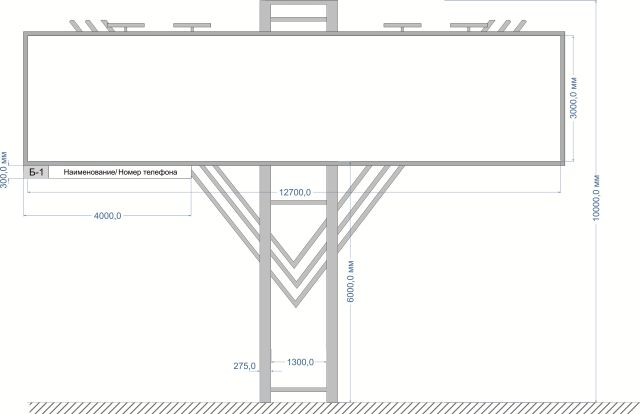 3000,0 мм
Б-1 Наименование/ Номер телефона
300,0 мм
12700,0
4000,0
10000,0 мм
6000,0 мм
275,0
1300,0